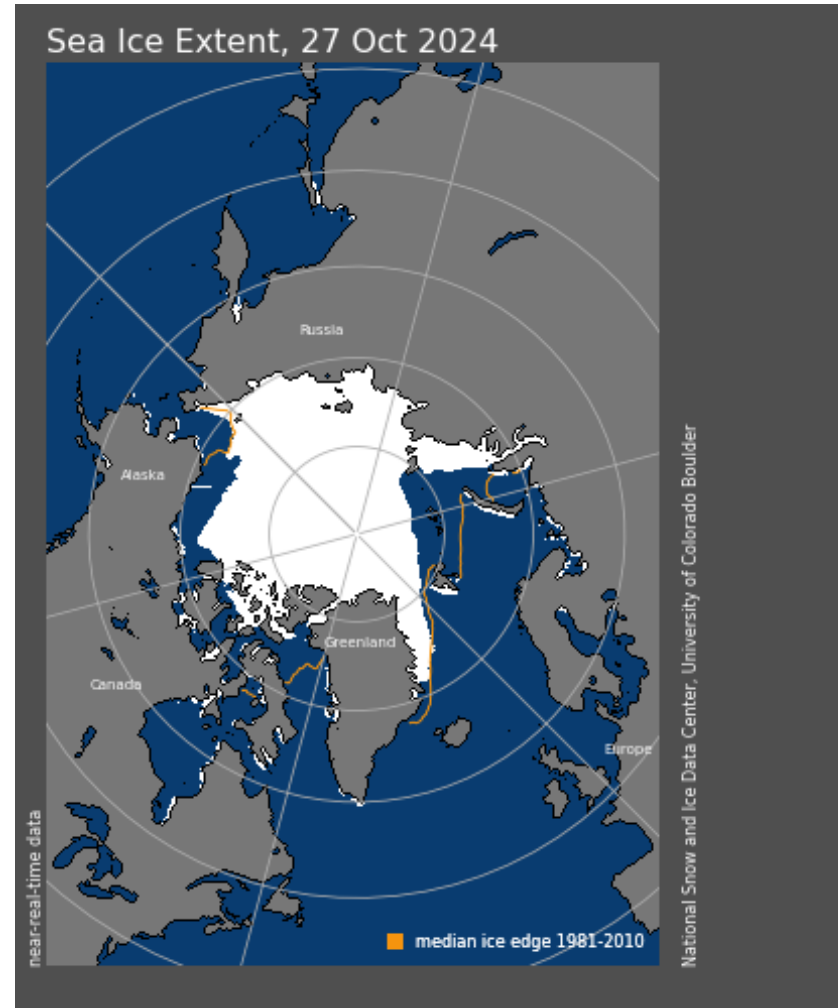 Sea Ice Extent, 27 Oct 2024
Russia
Alaska
Greenland
Canada
Europe
median ice edge 1981-2010
near-real-time data
National Snow and Ice Data Center, University of Colorado Boulder